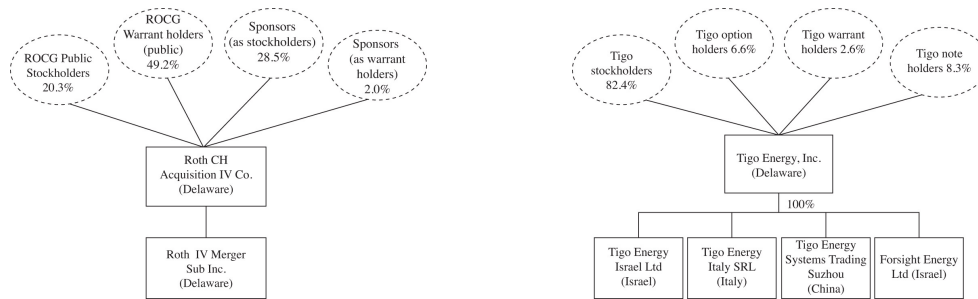 ROCG Public
Stockholders
20.3%
ROCG
Warrant holders
(public)
49.2%
Sponsors
(as stockholders)
28.5%
Sponsors
(as warrant
holders)
2.0%
Roth CH
Acquisition IV Co.
(Delaware)
Roth IV Merger
Sub Inc.
(Delaware)
Tigo
stockholders
82.4%
Tigo option
holders 6.6%
Tigo warrant
holders 2.6%
Tigo note
holders 8.3%
Tigo Energy, Inc.
(Delaware)
100%
Tigo Energy
Israel Ltd
(Israel)
Tigo Energy
Italy SRL
(Italy)
Tigo Energy
Systems Trading
Suzhou
(China)
Forsight Energy
Ltd (Israel)